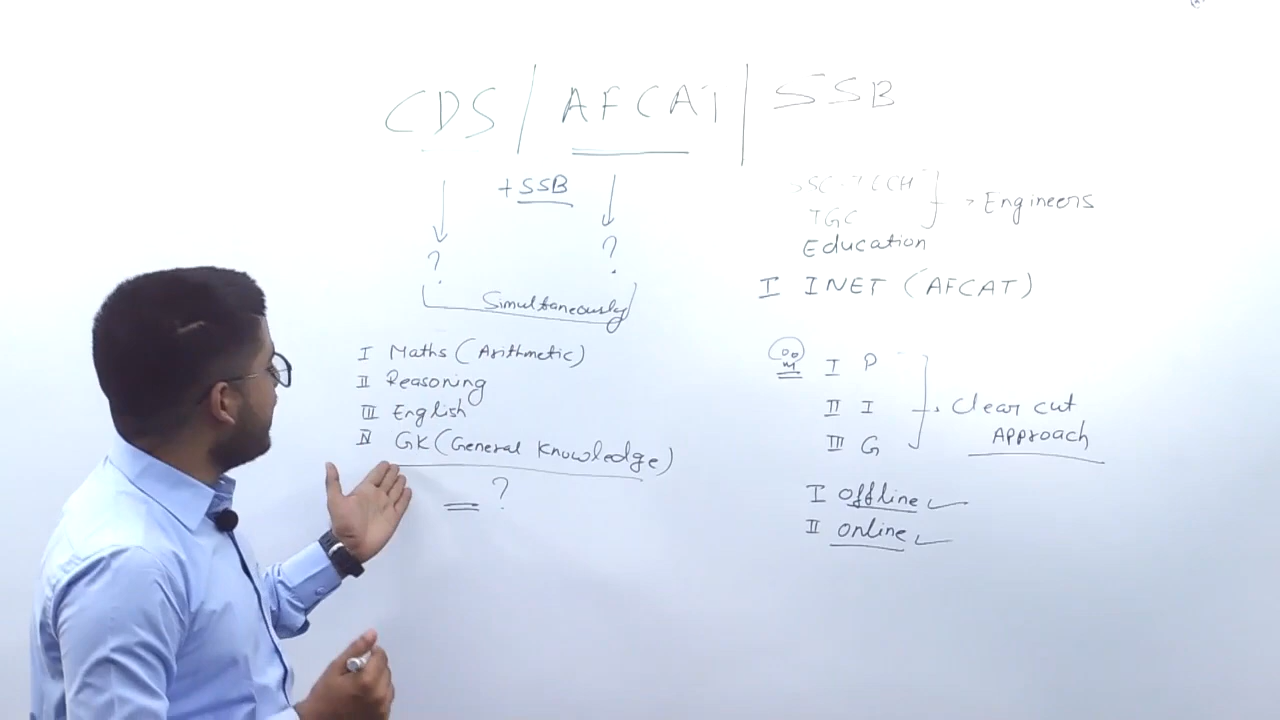 CDS / AFCAT | SSB
+ SSB
? ?
Simultaneously
I Maths (Arithmetic)
II Reasoning
III English
IV GK (General Knowledge)
?
TGC
Engineers
Education
I INET (AFCAT)
I P
II I
III G
Clear cut
Approach
I offline
II online